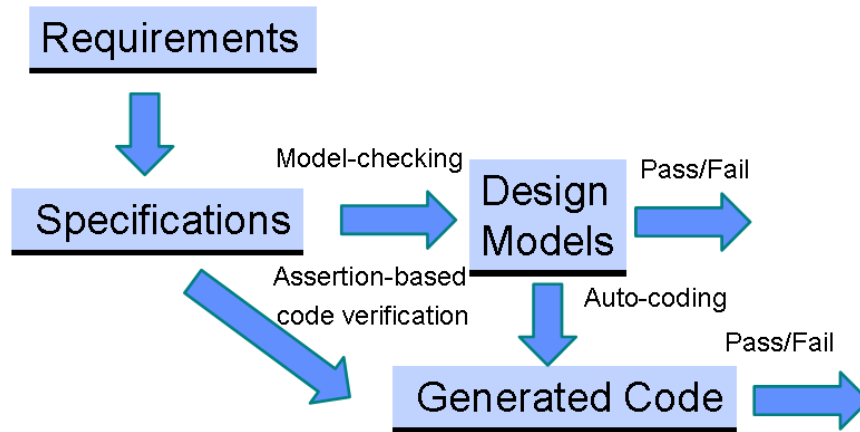 Requirements
Model-checking
Pass/Fail
Specifications
Design
Models
Assertion-based
code verification
Auto-coding
Pass/Fail
Generated Code